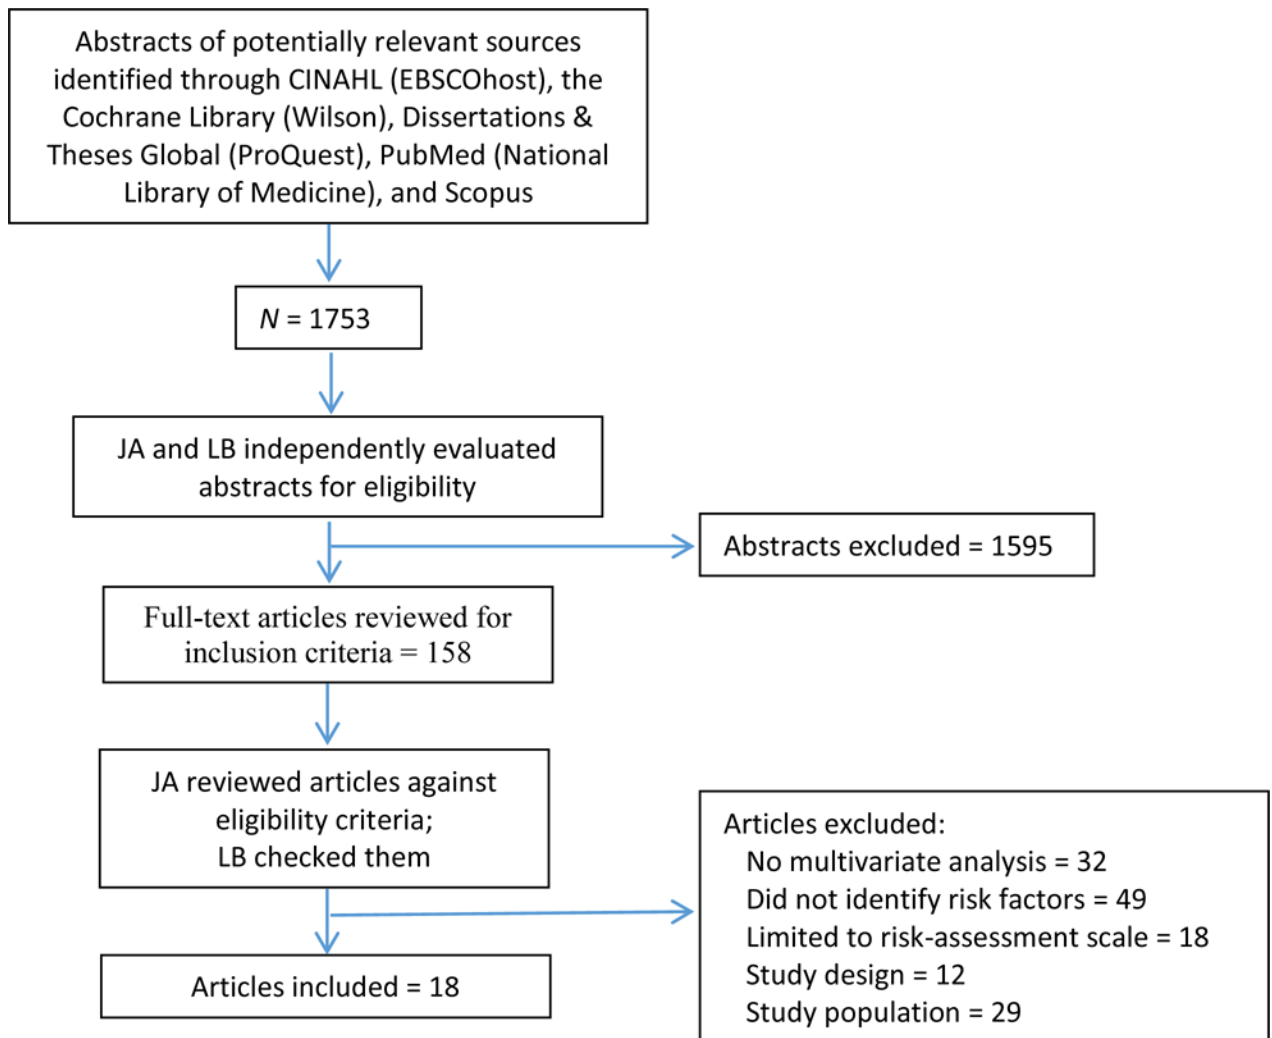 Abstracts of potentially relevant sources
identified through CINAHL (EBSCOhost), the
Cochrane Library (Wilson), Dissertations &
Theses Global (ProQuest), PubMed (National
Library of Medicine), and Scopus
N = 1753
JA and LB independently evaluated
abstracts for eligibility
Abstracts excluded = 1595
Full-text articles reviewed for
inclusion criteria = 158
JA reviewed articles against
eligibility criteria;
LB checked them
Articles excluded:
No multivariate analysis = 32
Did not identify risk factors = 49
Limited to risk-assessment scale = 18
Study design = 12
Study population = 29
Articles included = 18